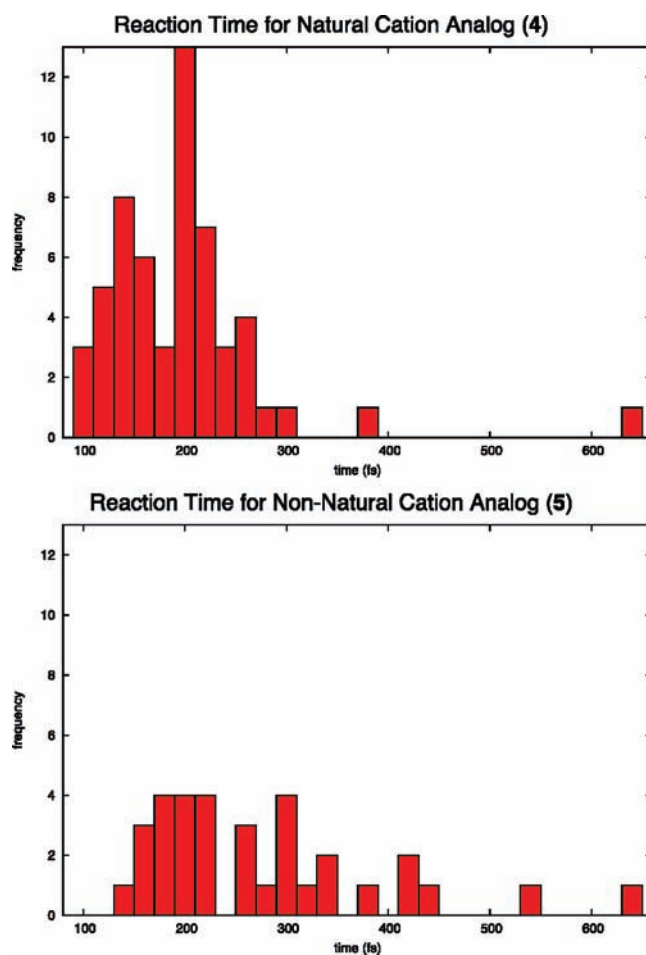 Reaction Time for Natural Cation Analog (4)
12
10
8
6
4
2
0
frequency
100 200 300 400 500 600
time (fs)
Reaction Time for Non-Natural Cation Analog (5)
12
10
8
6
4
2
0
frequency
100 200 300 400 500 600
time (fs)